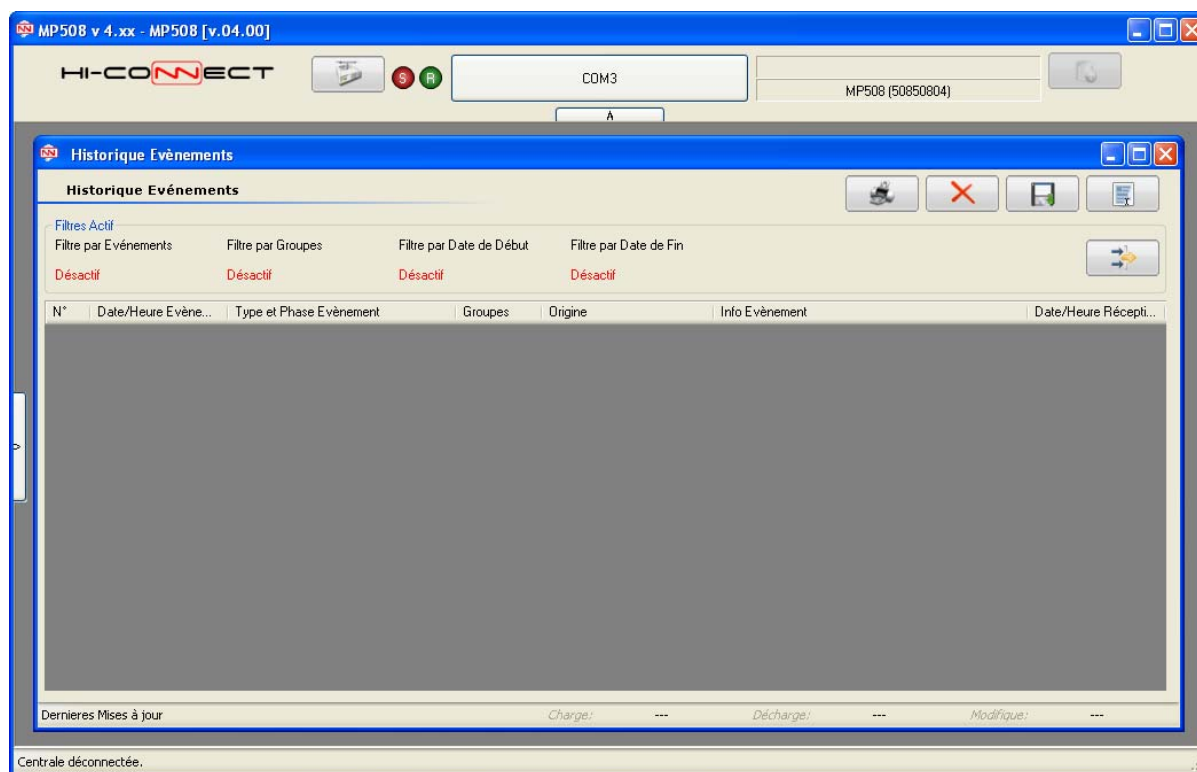 MP508 v 4.xx - MP508 [v.04.00]
HI-CONNECT
S R
COM3
MP508 (50850804)
A
Historique Evènements
Historique Evénements
Filtres Actif
Filtre par Evénements Filtre par Groupes Filtre par Date de Début Filtre par Date de Fin
Désactif Désactif Désactif Désactif
N° Date/Heure Evène... Type et Phase Evènement Groupes Origine Info Evènement Date/Heure Récepti...
>
Dernieres Mises à jour Charge: --- Décharge: --- Modifique: ---
Centrale déconnectée.